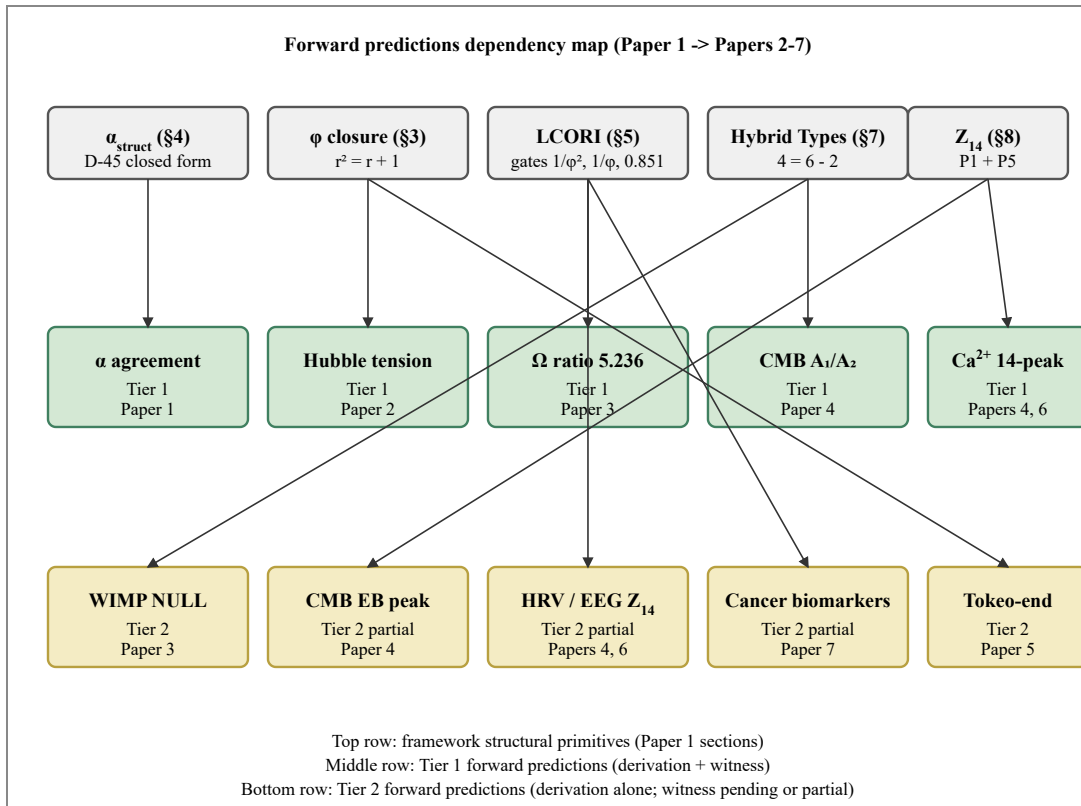 Forward predictions dependency map (Paper 1 -> Papers 2-7)
α_struct (§4)
D-45 closed form
φ closure (§3)
r² = r + 1
LCORI (§5)
gates 1/φ², 1/φ, 0.851
Hybrid Types (§7)
4 = 6 - 2
Z₁₄ (§8)
P1 + P5
α agreement
Tier 1
Paper 1
Hubble tension
Tier 1
Paper 2
Ω ratio 5.236
Tier 1
Paper 3
CMB A₁/A₂
Tier 1
Paper 4
Ca²⁺ 14-peak
Tier 1
Papers 4, 6
WIMP NULL
Tier 2
Paper 3
CMB EB peak
Tier 2 partial
Paper 4
HRV / EEG Z₁₄
Tier 2 partial
Papers 4, 6
Cancer biomarkers
Tier 2 partial
Paper 7
Tokeo-end
Tier 2
Paper 5
Top row: framework structural primitives (Paper 1 sections)
Middle row: Tier 1 forward predictions (derivation + witness)
Bottom row: Tier 2 forward predictions (derivation alone; witness pending or partial)